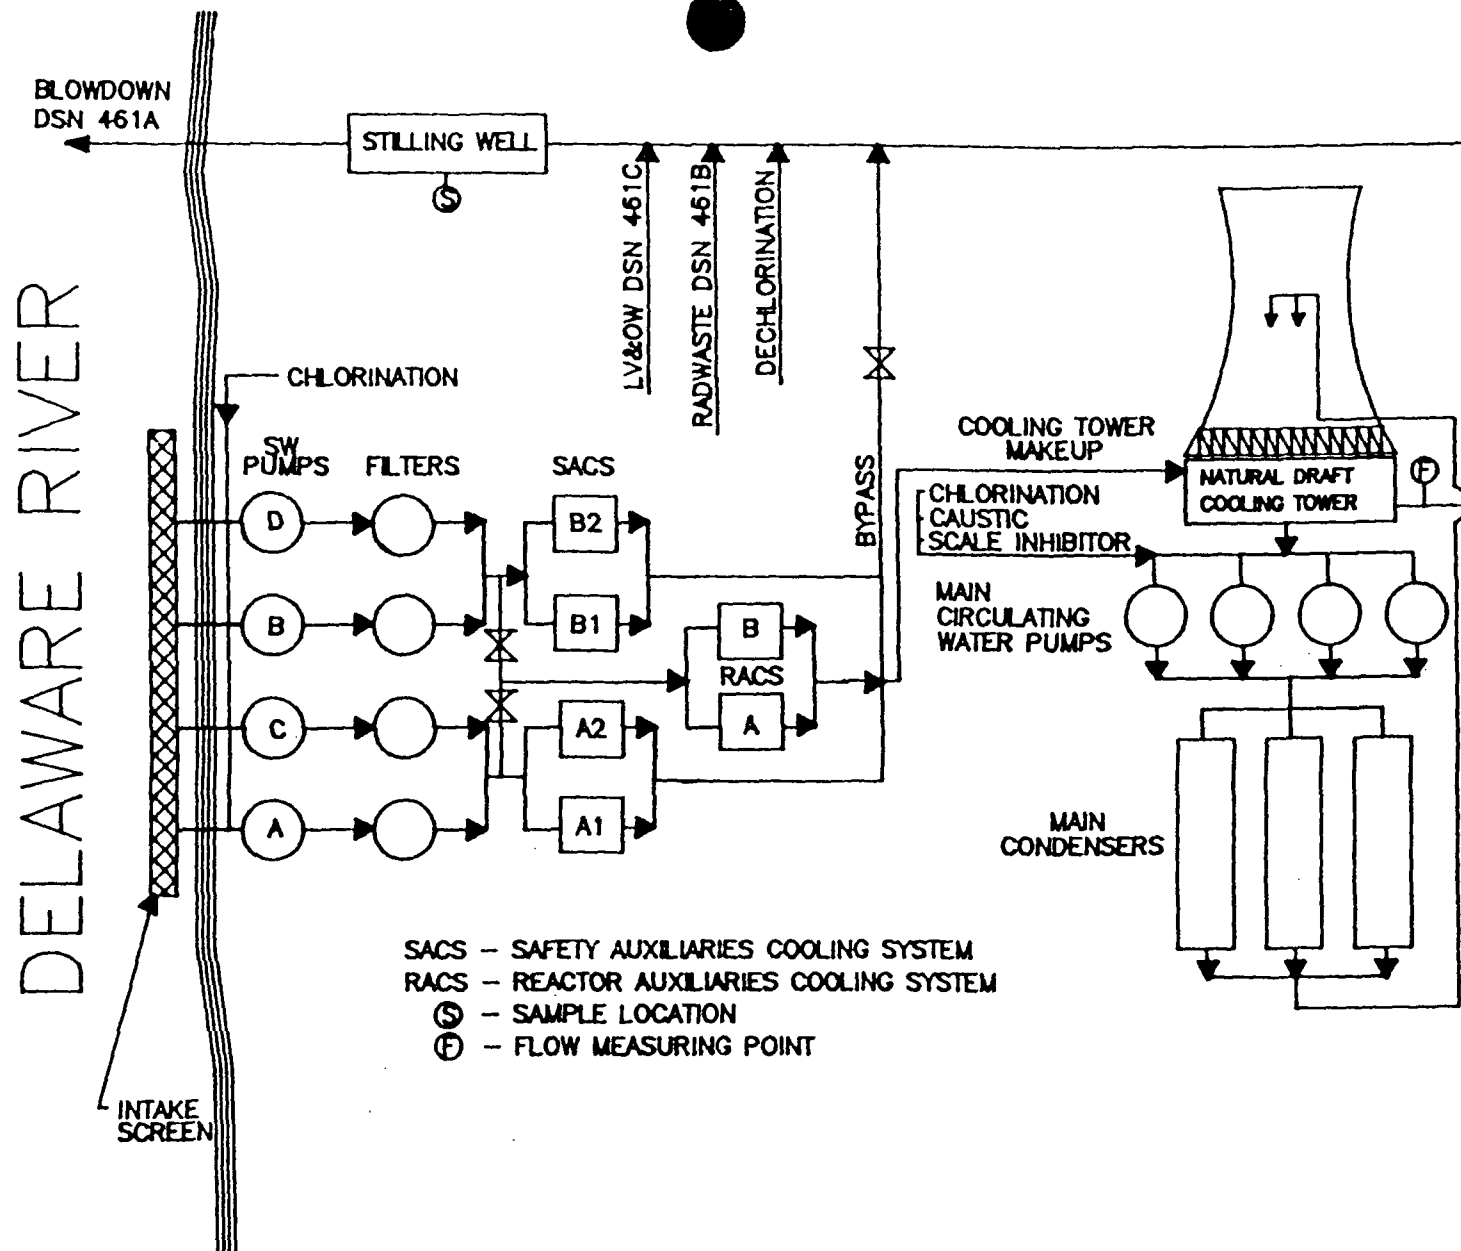 BLOWDOWN
DSN 461A
STILLING WELL
S
LV&OW DSN 461C
RADWASTE DSN 461B
DECHLORINATION
BYPASS
DELAWARE RIVER
CHLORINATION
SW
PUMPS
FILTERS
SACS
D
B
C
A
B2
B1
A2
A1
B
RACS
A
COOLING TOWER
MAKEUP
CHLORINATION
CAUSTIC
SCALE INHIBITOR
NATURAL DRAFT
COOLING TOWER
F
MAIN
CIRCULATING
WATER PUMPS
MAIN
CONDENSERS
SACS - SAFETY AUXILIARIES COOLING SYSTEM
RACS - REACTOR AUXILIARIES COOLING SYSTEM
S - SAMPLE LOCATION
F - FLOW MEASURING POINT
INTAKE
SCREEN